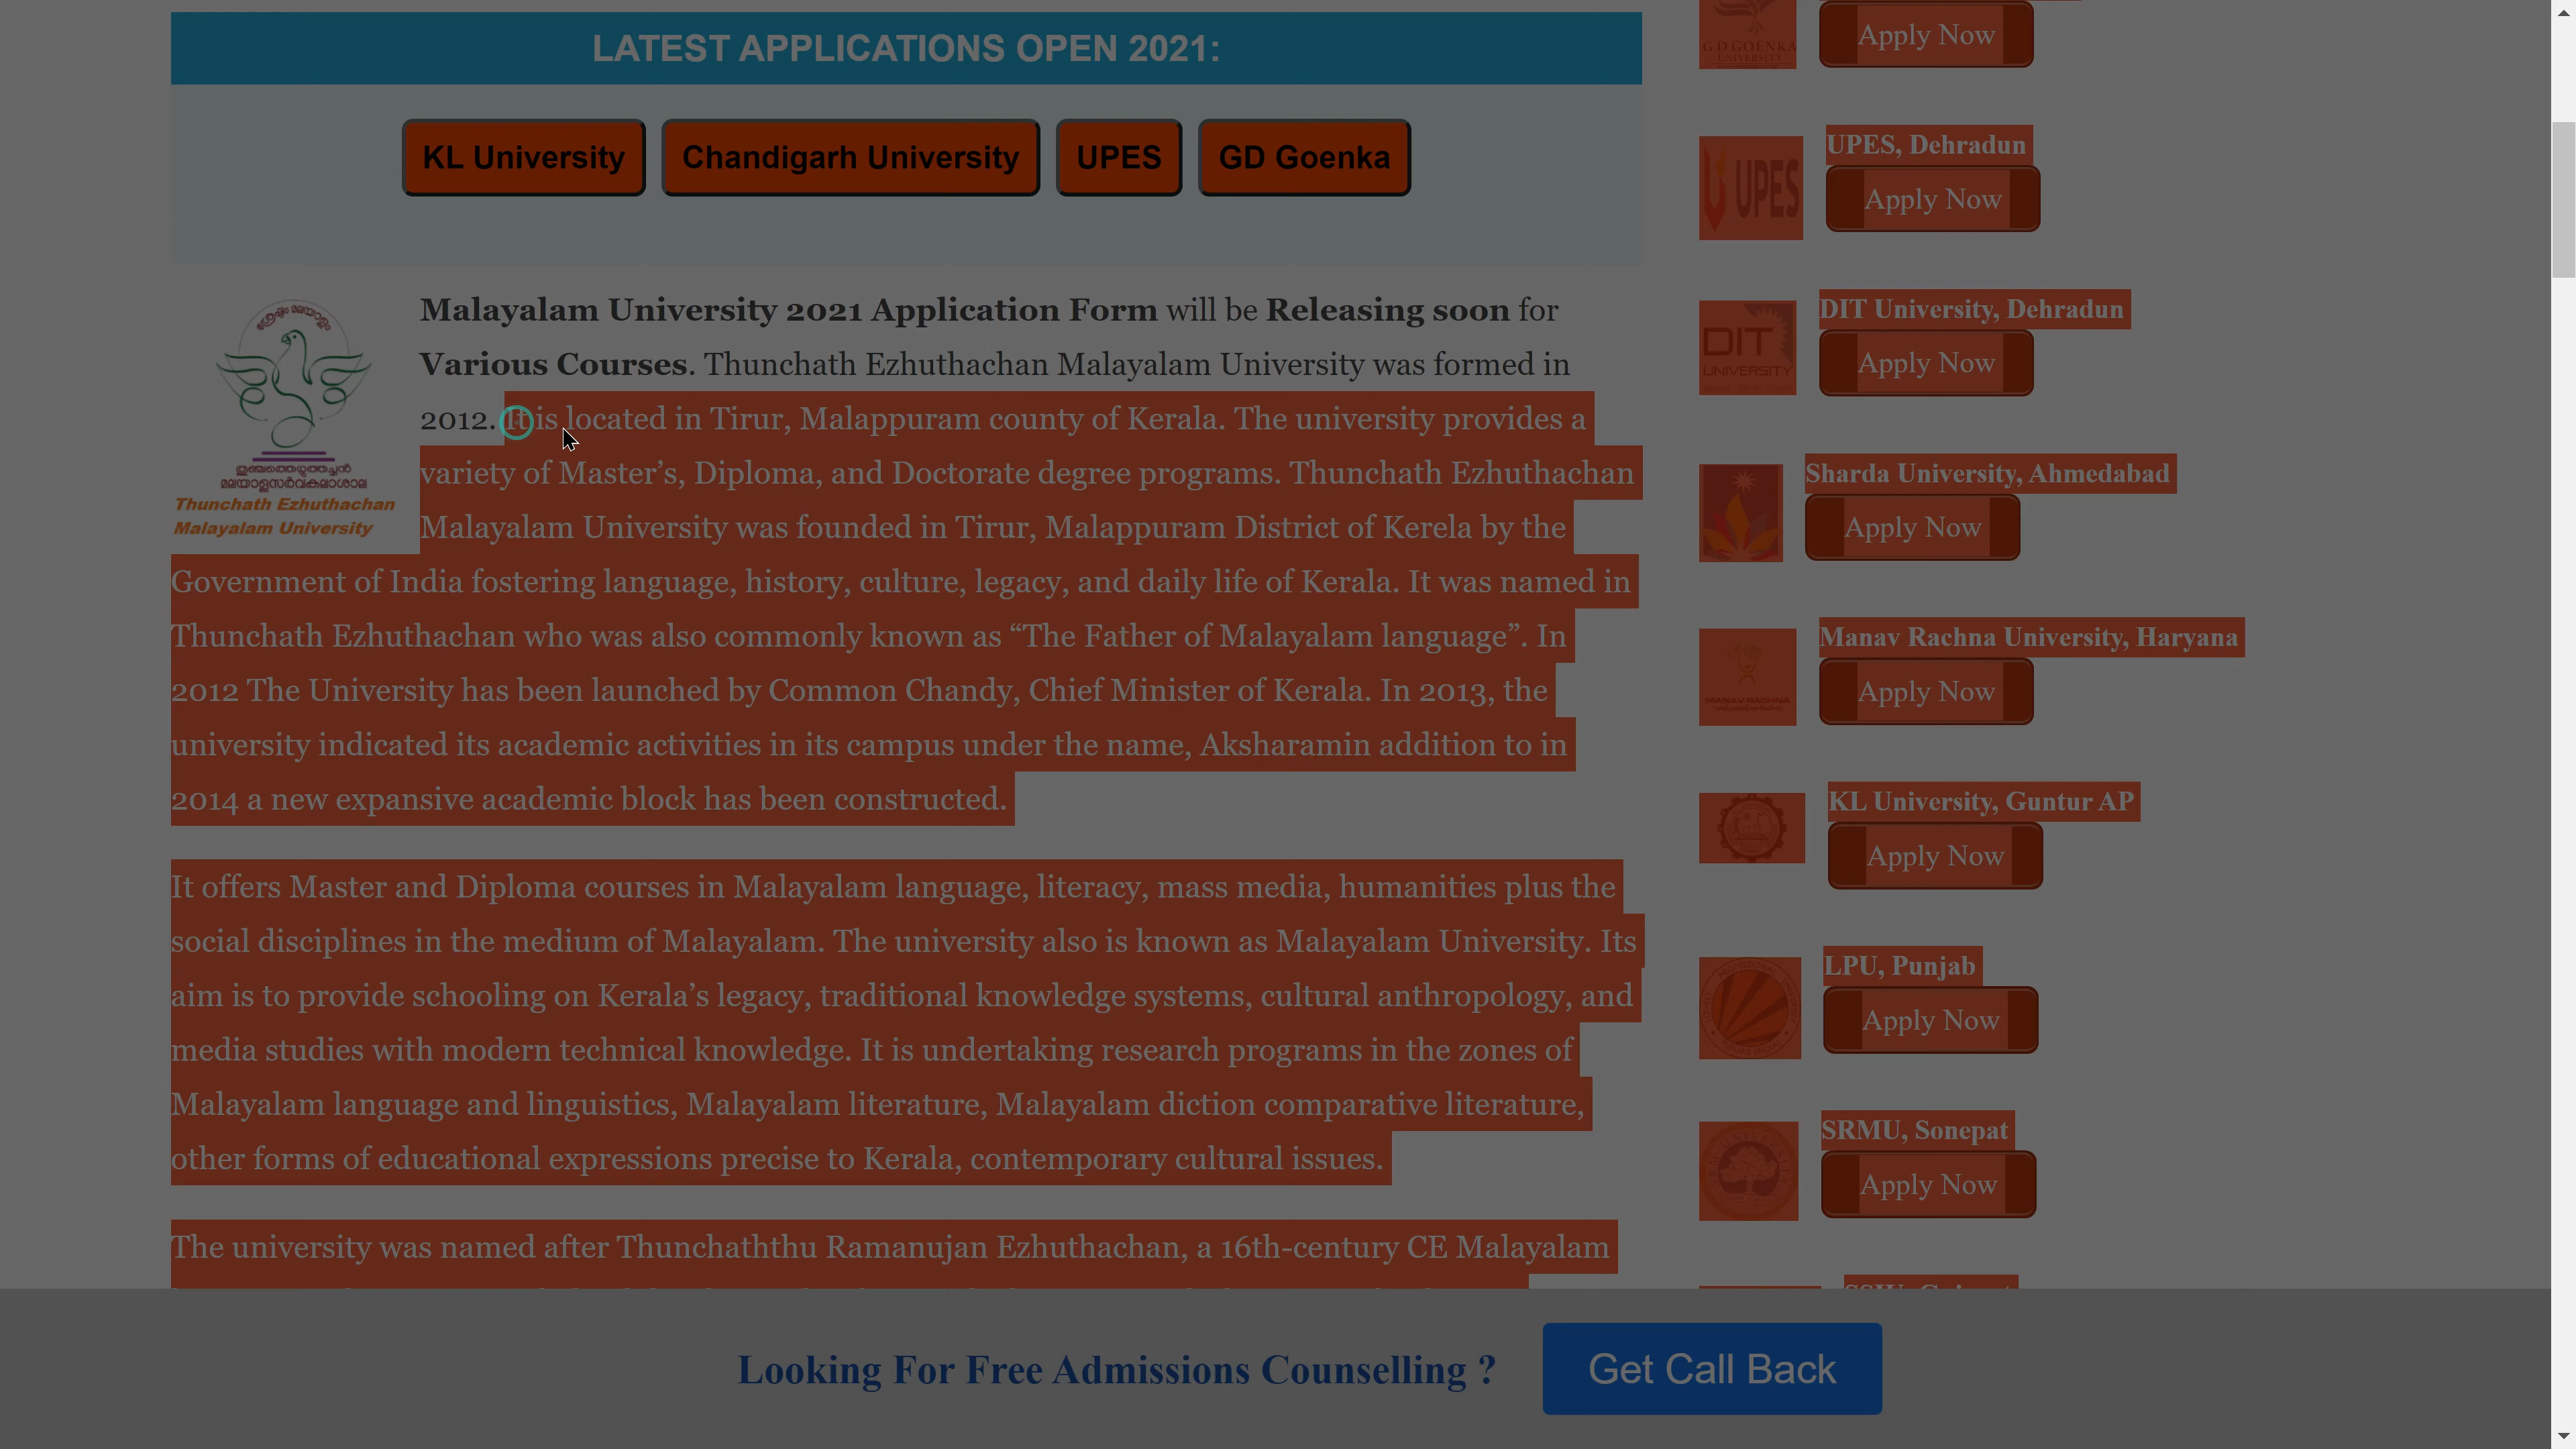 LATEST APPLICATIONS OPEN 2021:
KL University
Chandigarh University
UPES
GD Goenka
Malayalam University 2021 Application Form will be Releasing soon for
Various Courses. Thunchath Ezhuthachan Malayalam University was formed in
2012. It is located in Tirur, Malappuram county of Kerala. The university provides a
variety of Master’s, Diploma, and Doctorate degree programs. Thunchath Ezhuthachan
Malayalam University was founded in Tirur, Malappuram District of Kerela by the
Government of India fostering language, history, culture, legacy, and daily life of Kerala. It was named in
Thunchath Ezhuthachan who was also commonly known as “The Father of Malayalam language”. In
2012 The University has been launched by Common Chandy, Chief Minister of Kerala. In 2013, the
university indicated its academic activities in its campus under the name, Aksharamin addition to in
2014 a new expansive academic block has been constructed.
ശ്രേഷ്ഠം മലയാളം
തുഞ്ചത്തെഴുത്തച്ഛൻ
മലയാളസർവകലാശാല
Thunchath Ezhuthachan
Malayalam University
It offers Master and Diploma courses in Malayalam language, literacy, mass media, humanities plus the
social disciplines in the medium of Malayalam. The university also is known as Malayalam University. Its
aim is to provide schooling on Kerala’s legacy, traditional knowledge systems, cultural anthropology, and
media studies with modern technical knowledge. It is undertaking research programs in the zones of
Malayalam language and linguistics, Malayalam literature, Malayalam diction comparative literature,
other forms of educational expressions precise to Kerala, contemporary cultural issues.
The university was named after Thunchaththu Ramanujan Ezhuthachan, a 16th-century CE Malayalam
G D GOENKA
UNIVERSITY
Apply Now
UPES
UPES, Dehradun
Apply Now
DIT
UNIVERSITY
DIT University, Dehradun
Apply Now
Sharda University, Ahmedabad
Apply Now
MANAV RACHNA
Manav Rachna University, Haryana
Apply Now
KL University, Guntur AP
Apply Now
LPU, Punjab
Apply Now
SRMU, Sonepat
Apply Now
Looking For Free Admissions Counselling ?
Get Call Back